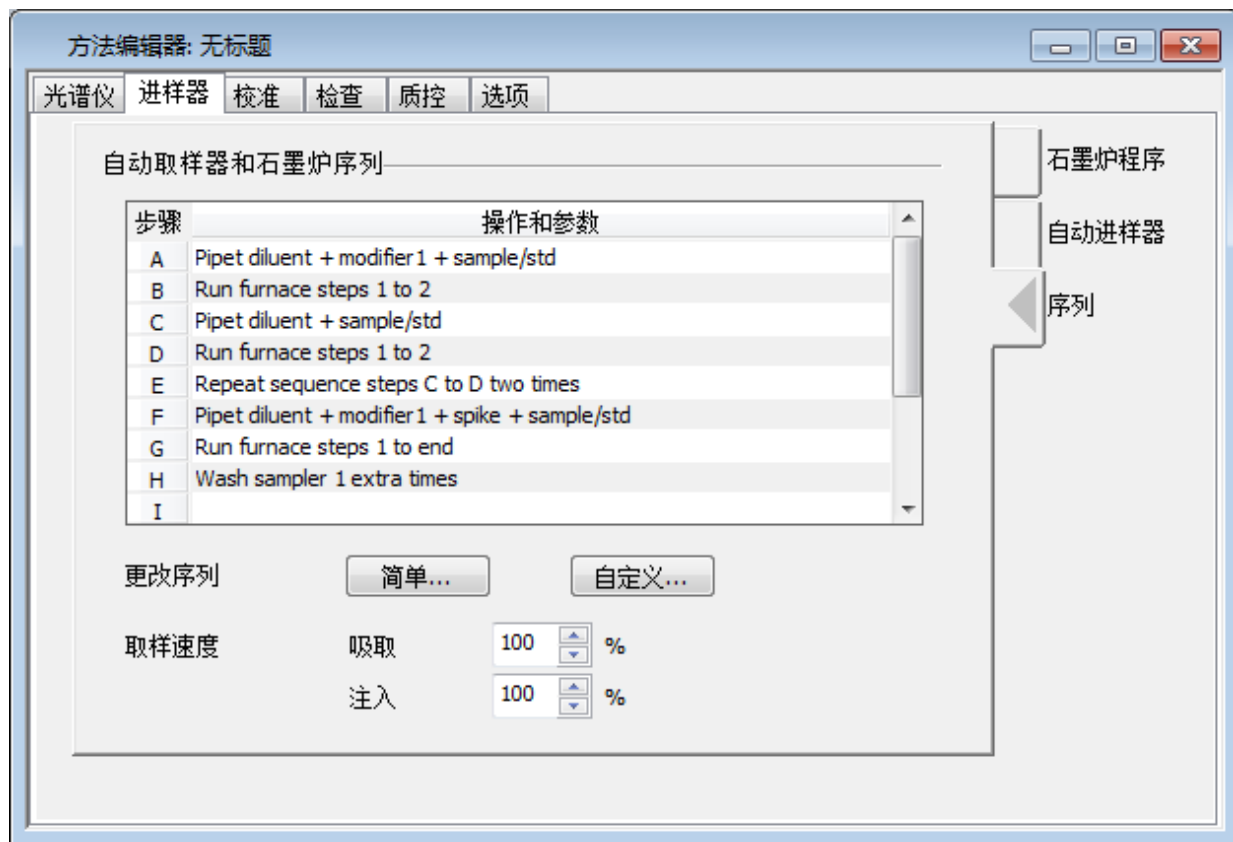 方法编辑器: 无标题
光谱仪 进样器 校准 检查 质控 选项
自动取样器和石墨炉序列
石墨炉程序
自动进样器
序列
步骤 操作和参数
A Pipet diluent + modifier1 + sample/std
B Run furnace steps 1 to 2
C Pipet diluent + sample/std
D Run furnace steps 1 to 2
E Repeat sequence steps C to D two times
F Pipet diluent + modifier1 + spike + sample/std
G Run furnace steps 1 to end
H Wash sampler 1 extra times
I
更改序列 简单... 自定义...
取样速度 吸取 100 %
注入 100 %